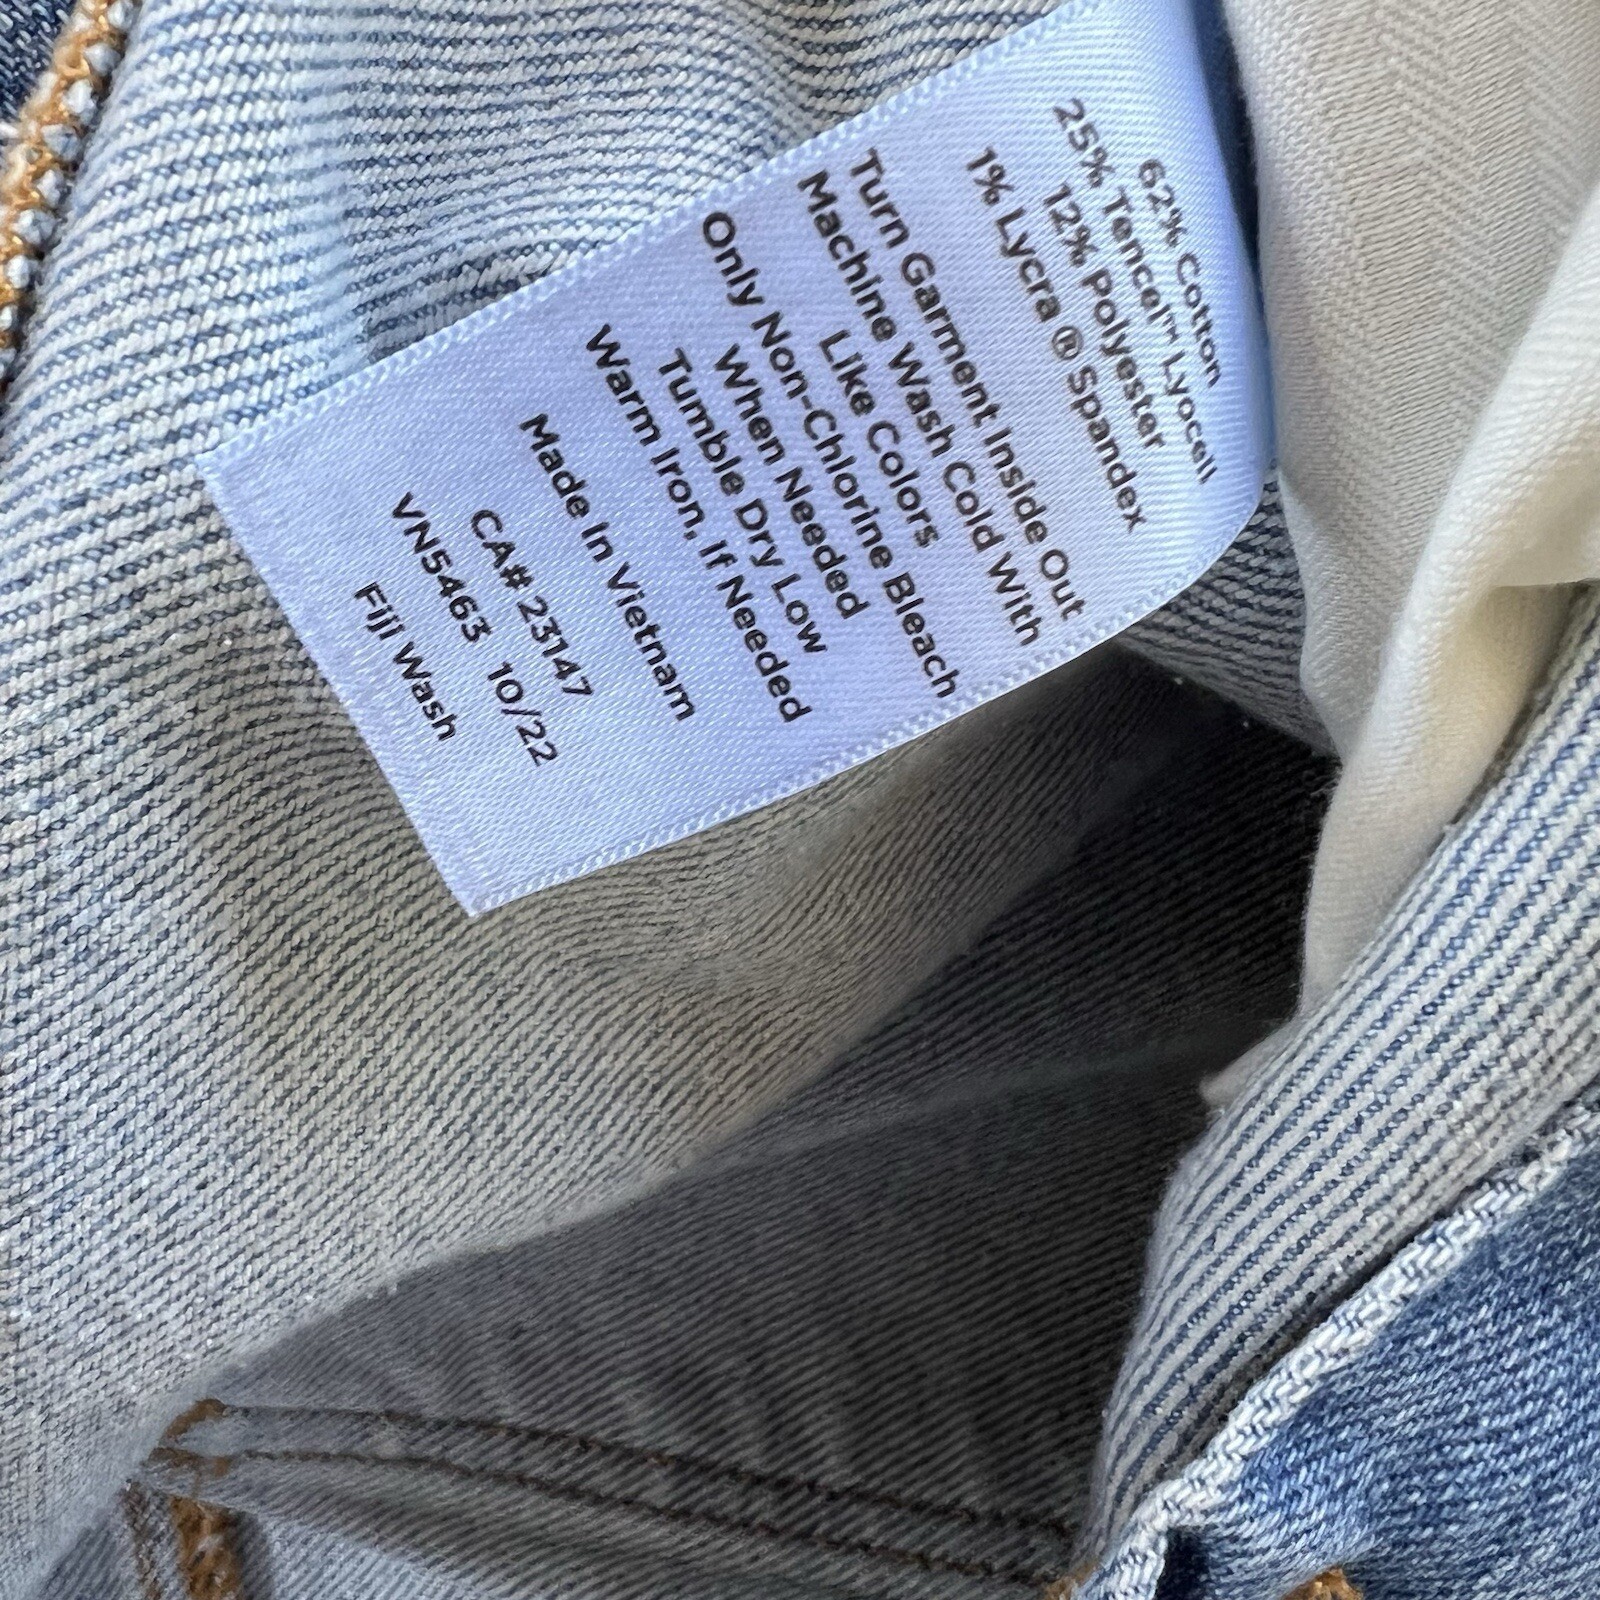 62% Cotton
25% Tencel™ Lyocell
12% Polyester
1% Lycra ® Spandex
Turn Garment Inside Out
Machine Wash Cold With
Like Colors
Only Non-Chlorine Bleach
When Needed
Tumble Dry Low
Warm Iron, If Needed
Made In Vietnam
CA# 23147
VN5463 10/22
Fiji Wash